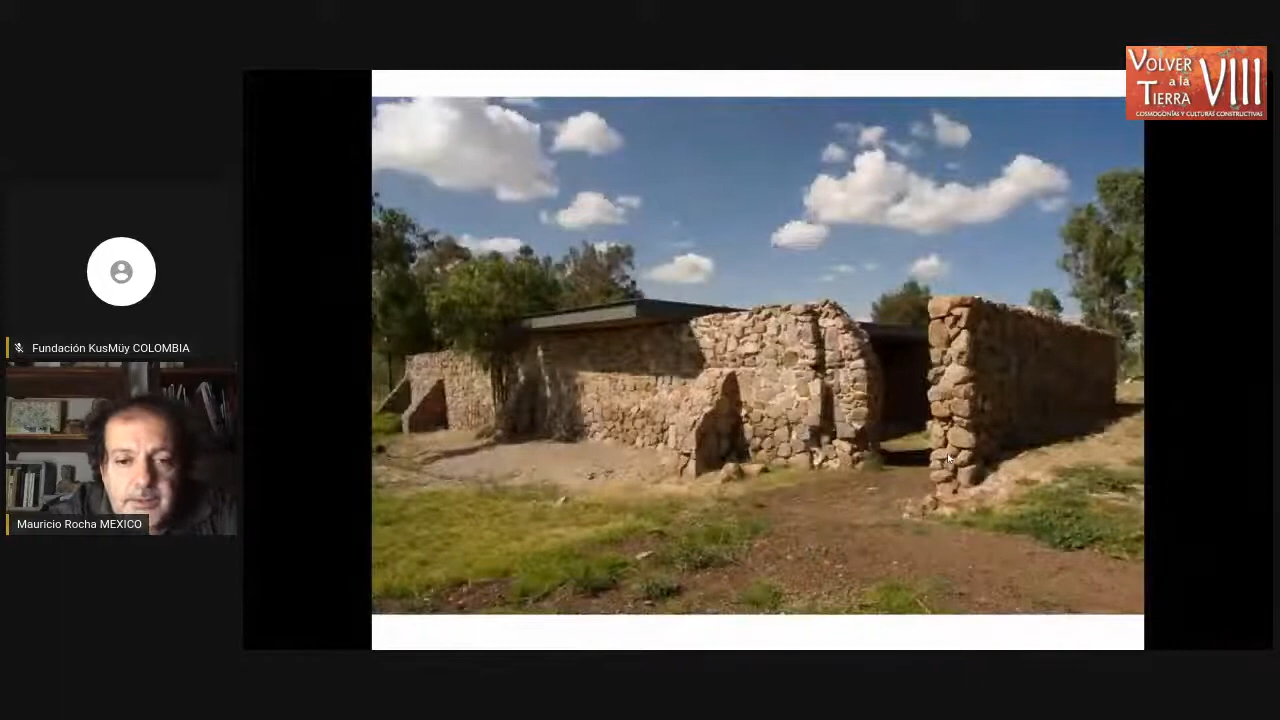 VOLVER
a la
TIERRA
VIII
COSMOGONÍAS Y CULTURAS CONSTRUCTIVAS
Fundación KusMüy COLOMBIA
Mauricio Rocha MEXICO